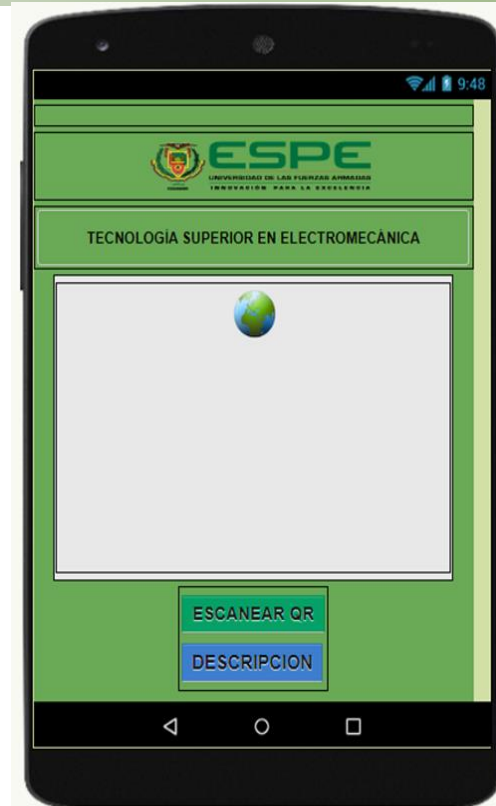 9:48
ESPE
UNIVERSIDAD DE LAS FUERZAS ARMADAS
INNOVACIÓN PARA LA EXCELENCIA
TECNOLOGÍA SUPERIOR EN ELECTROMECÁNICA
ESCANEAR QR
DESCRIPCION